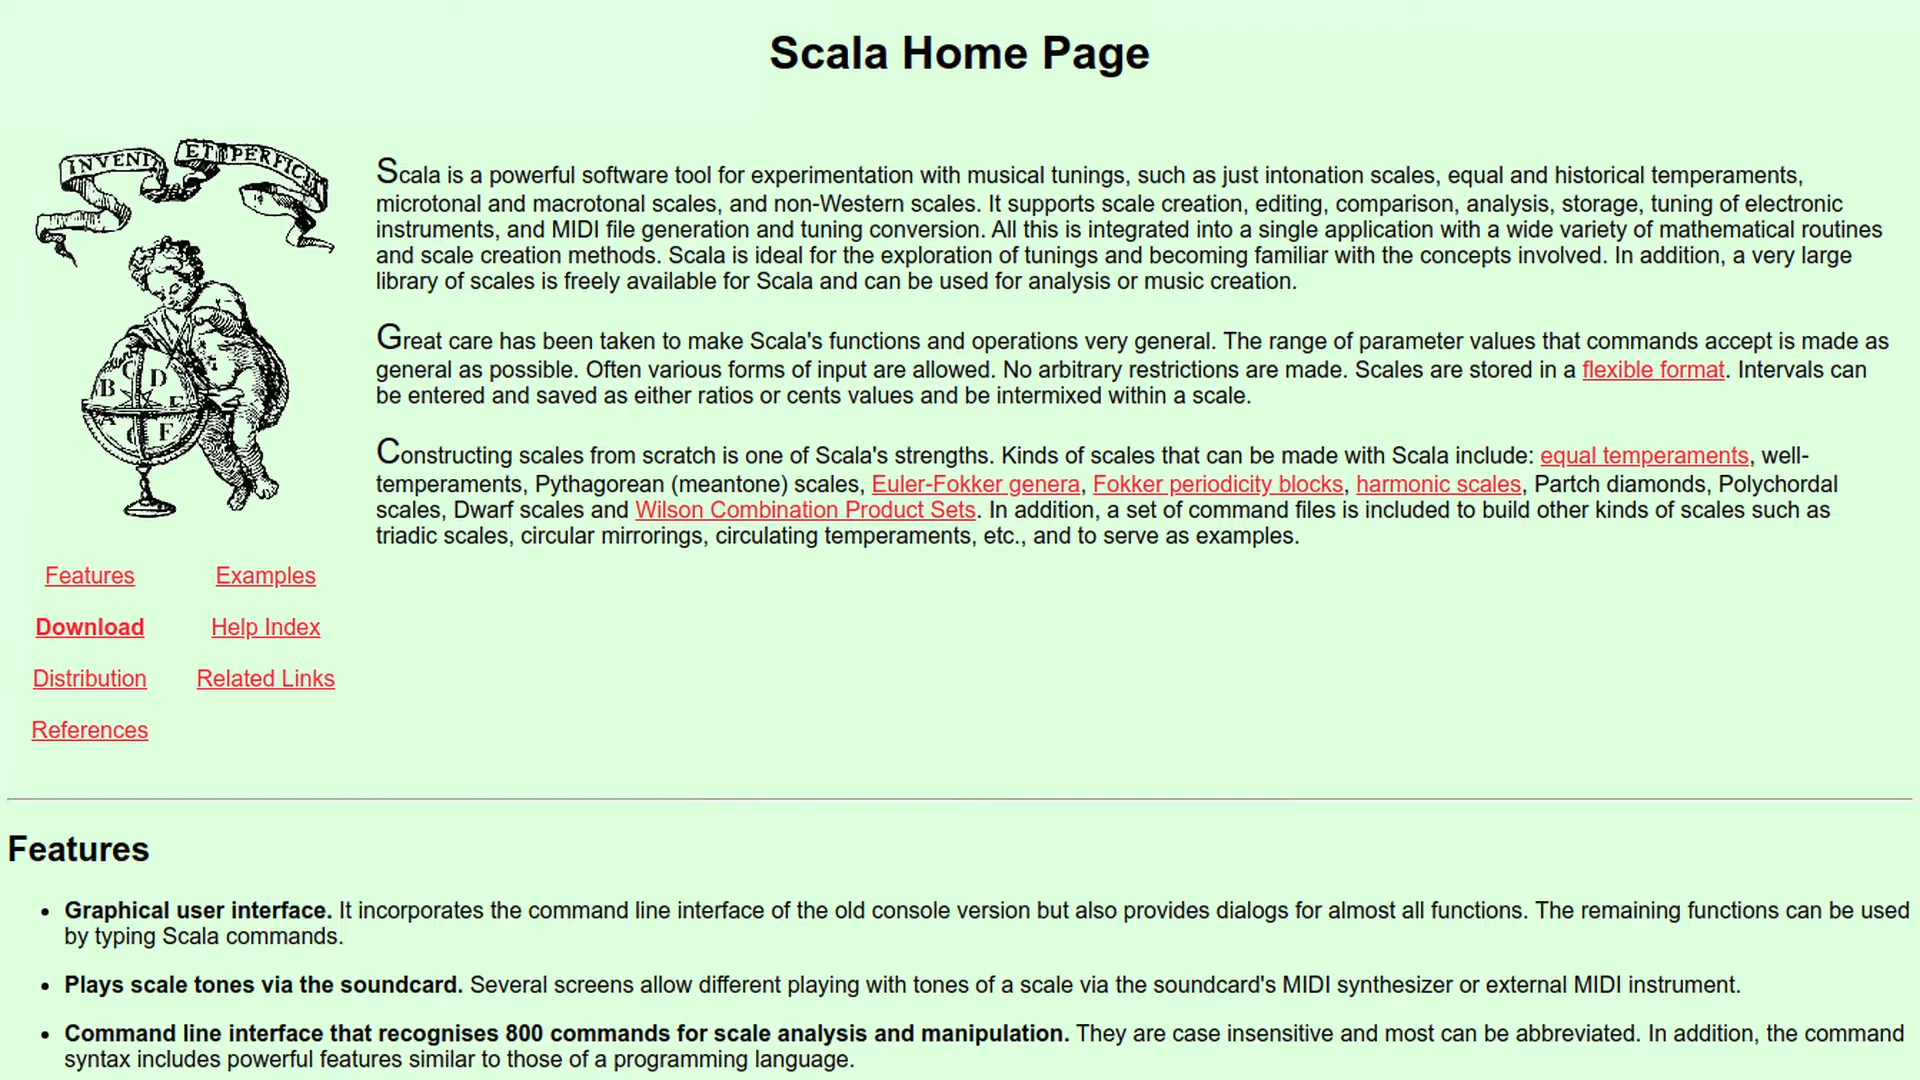 Scala Home Page
INVENIT ET PERFICIT
Scala is a powerful software tool for experimentation with musical tunings, such as just intonation scales, equal and historical temperaments,
microtonal and macrotonal scales, and non-Western scales. It supports scale creation, editing, comparison, analysis, storage, tuning of electronic
instruments, and MIDI file generation and tuning conversion. All this is integrated into a single application with a wide variety of mathematical routines
and scale creation methods. Scala is ideal for the exploration of tunings and becoming familiar with the concepts involved. In addition, a very large
library of scales is freely available for Scala and can be used for analysis or music creation.
Great care has been taken to make Scala's functions and operations very general. The range of parameter values that commands accept is made as
general as possible. Often various forms of input are allowed. No arbitrary restrictions are made. Scales are stored in a flexible format. Intervals can
be entered and saved as either ratios or cents values and be intermixed within a scale.
Constructing scales from scratch is one of Scala's strengths. Kinds of scales that can be made with Scala include: equal temperaments, well-
temperaments, Pythagorean (meantone) scales, Euler-Fokker genera, Fokker periodicity blocks, harmonic scales, Partch diamonds, Polychordal
scales, Dwarf scales and Wilson Combination Product Sets. In addition, a set of command files is included to build other kinds of scales such as
triadic scales, circular mirrorings, circulating temperaments, etc., and to serve as examples.
B C D E
A G F
Features Examples
Download Help Index
Distribution Related Links
References
Features
• Graphical user interface. It incorporates the command line interface of the old console version but also provides dialogs for almost all functions. The remaining functions can be used
by typing Scala commands.
• Plays scale tones via the soundcard. Several screens allow different playing with tones of a scale via the soundcard's MIDI synthesizer or external MIDI instrument.
• Command line interface that recognises 800 commands for scale analysis and manipulation. They are case insensitive and most can be abbreviated. In addition, the command
syntax includes powerful features similar to those of a programming language.